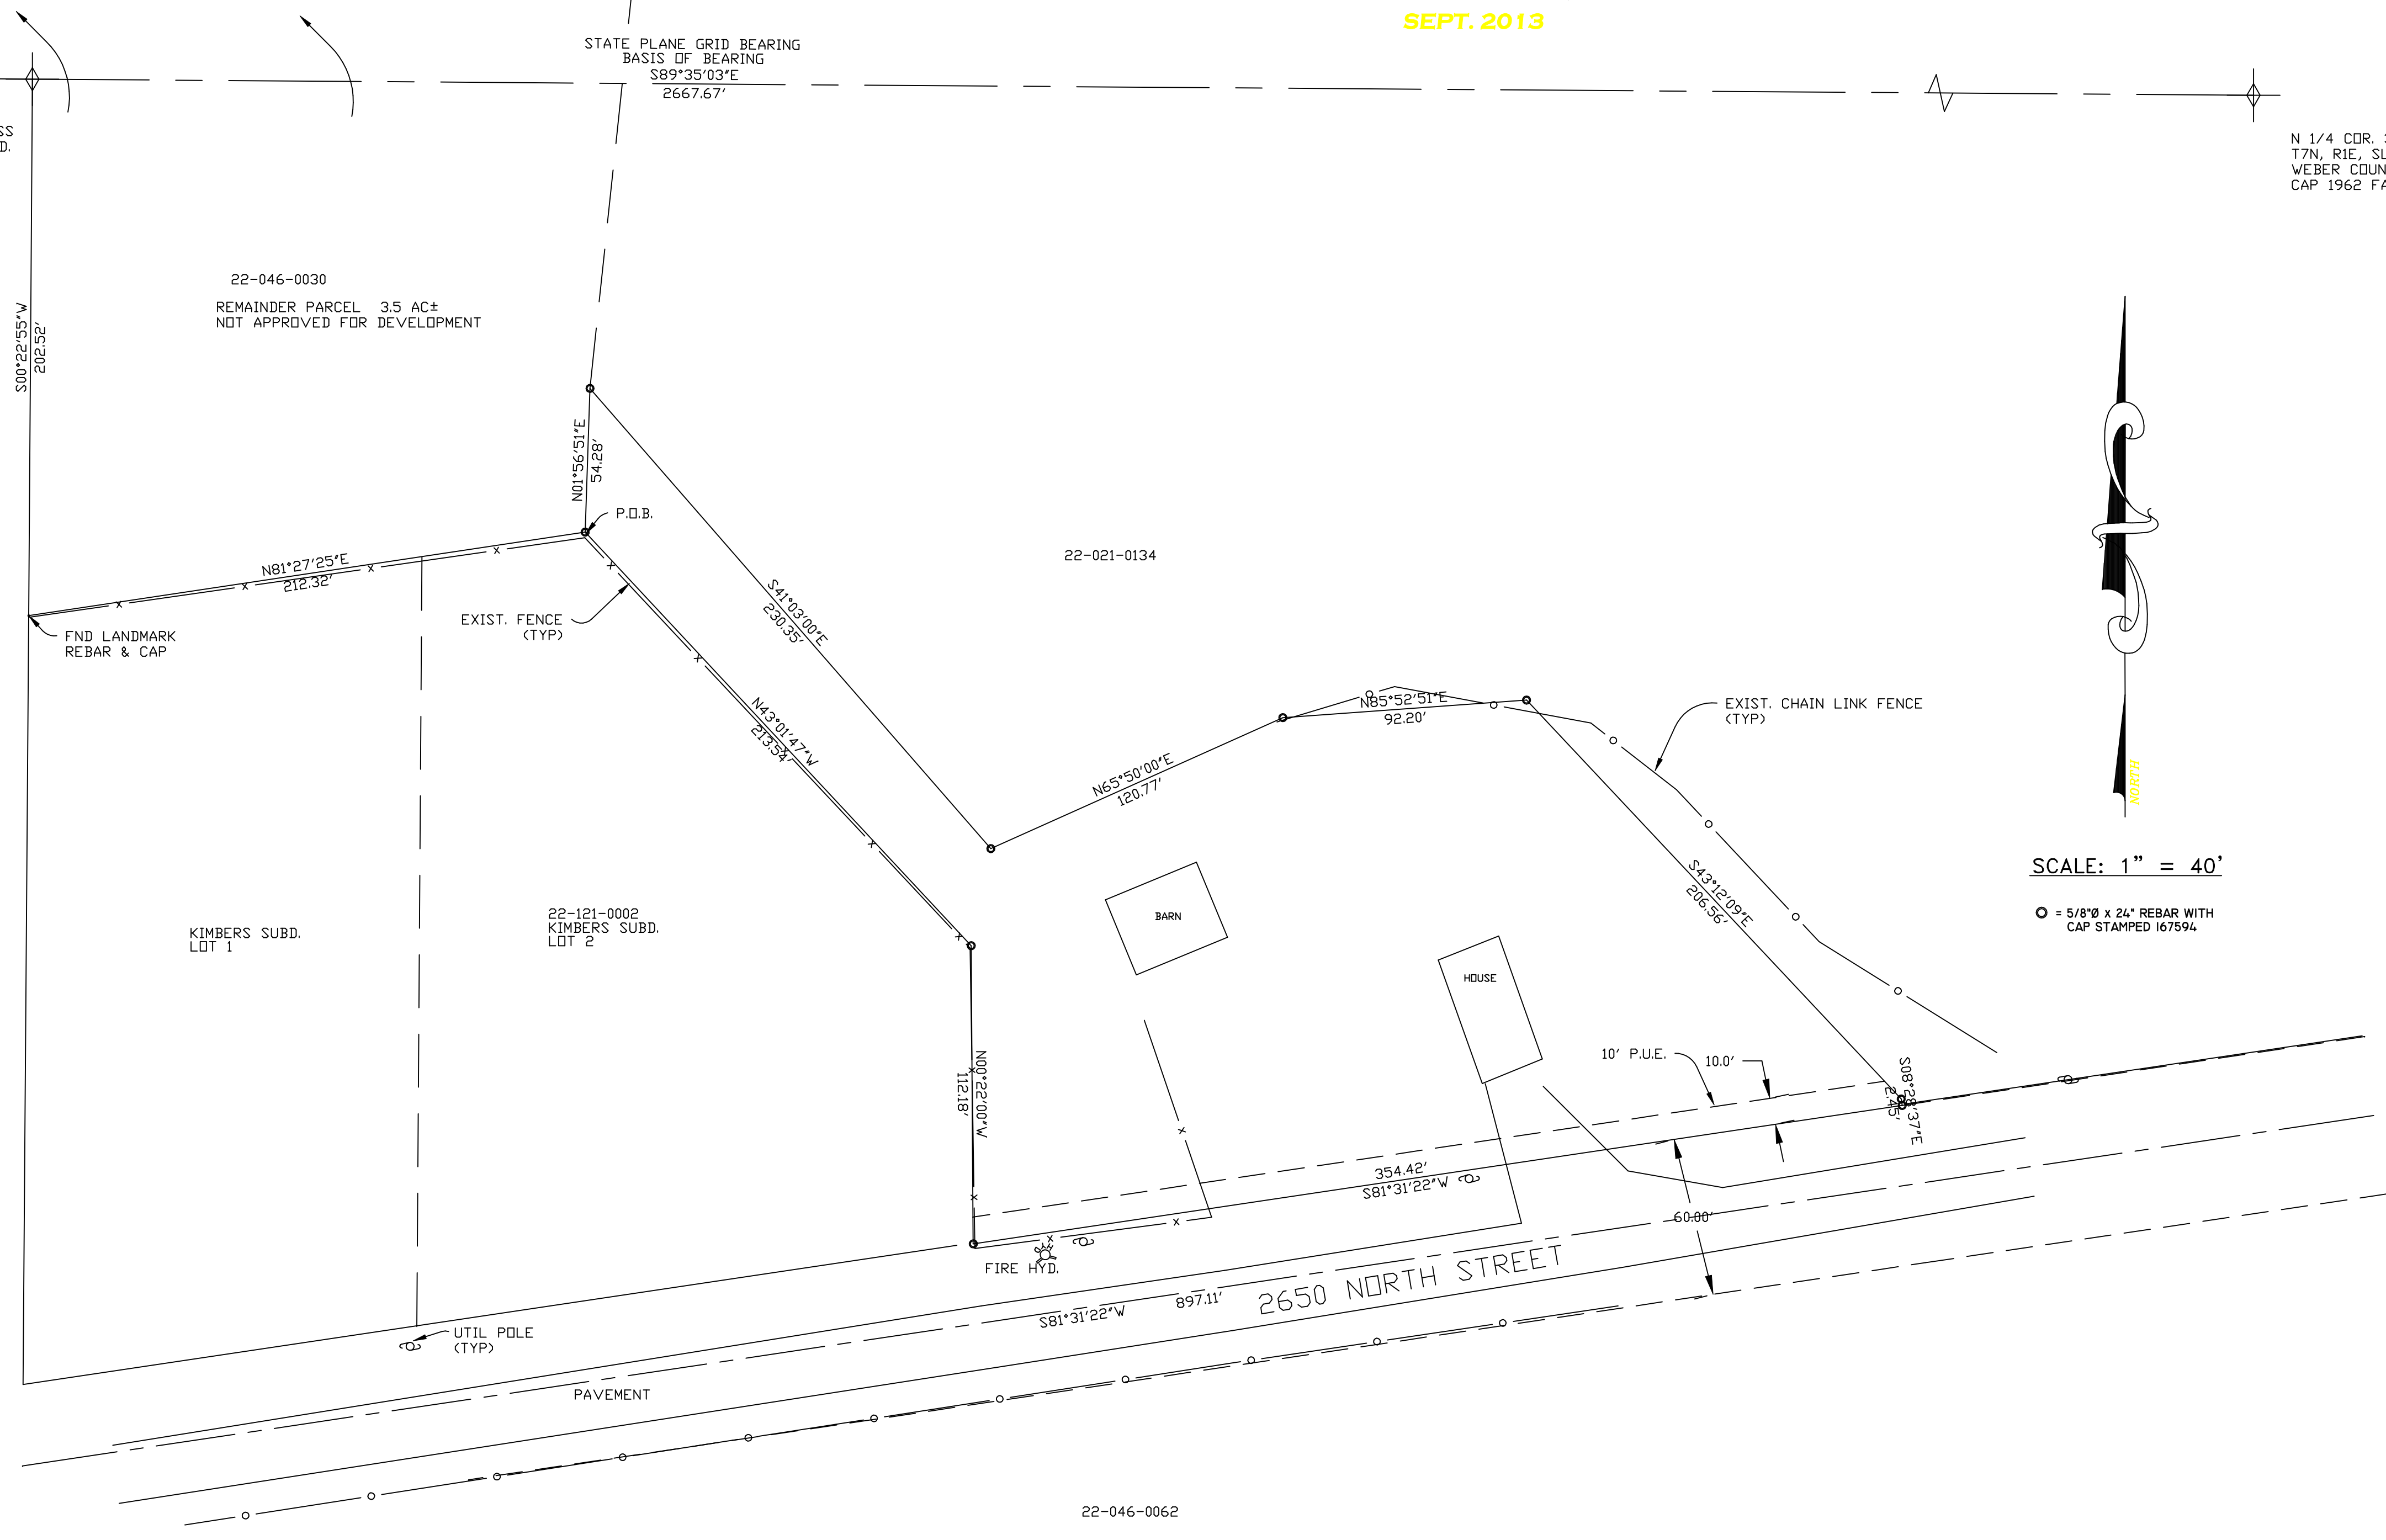 SEPT. 2013
STATE PLANE GRID BEARING
BASIS OF BEARING
S89°35'03"E
2667.67'
N 1/4 COR.
T7N, R1E,
WEBER
CAP 1962
22-046-0030
REMAINDER PARCEL 3.5 AC±
NOT APPROVED FOR DEVELOPMENT
S00°22'55"W
202.52'
N01°56'51"E
54.28'
P.O.B.
N81°27'25"E
212.32'
FND LANDMARK
REBAR & CAP
EXIST. FENCE
(TYP)
S41°03'00"E
230.35'
22-021-0134
N43°01'47"W
213.54'
N65°50'00"E
120.77'
N85°52'51"E
92.20'
EXIST. CHAIN LINK FENCE
(TYP)
NORTH
SCALE: 1" = 40'
= 5/8"Ø x 24" REBAR WITH
CAP STAMPED 167594
S43°12'09"E
206.56'
KIMBERS SUBD.
LOT 1
22-121-0002
KIMBERS SUBD.
LOT 2
BARN
HOUSE
N00°22'00"W
112.18'
10' P.U.E.
10.0'
S08°28'37"E
2.45'
354.42'
S81°31'22"W
60.00'
FIRE HYD.
2650 NORTH STREET
S81°31'22"W
897.11'
UTIL POLE
(TYP)
PAVEMENT
22-046-0062